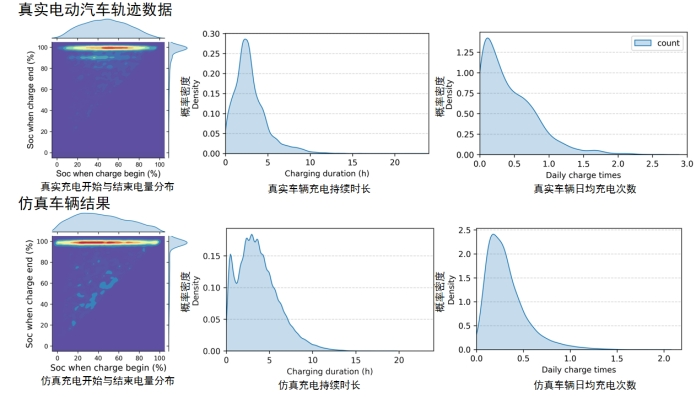 真实电动汽车轨迹数据
Soc when charge end (%)
100
80
60
40
20
0
0 20 40 60 80 100
Soc when charge begin (%)
真实充电开始与结束电量分布
概率密度
Density
0.30
0.25
0.20
0.15
0.10
0.05
0.00
0 5 10 15 20
Charging duration (h)
真实车辆充电持续时长
概率密度
Density
1.25
1.00
0.75
0.50
0.25
0.00
count
0.0 0.5 1.0 1.5 2.0 2.5 3.0
Daily charge times
真实车辆日均充电次数
仿真车辆结果
Soc when charge end (%)
100
80
60
40
20
0
0 20 40 60 80 100
Soc when charge begin (%)
仿真充电开始与结束电量分布
概率密度
Density
0.15
0.10
0.05
0.00
0 5 10 15 20
Charging duration (h)
仿真充电持续时长
概率密度
Density
2.5
2.0
1.5
1.0
0.5
0.0
0.0 0.5 1.0 1.5 2.0
Daily charge times
仿真车辆日均充电次数